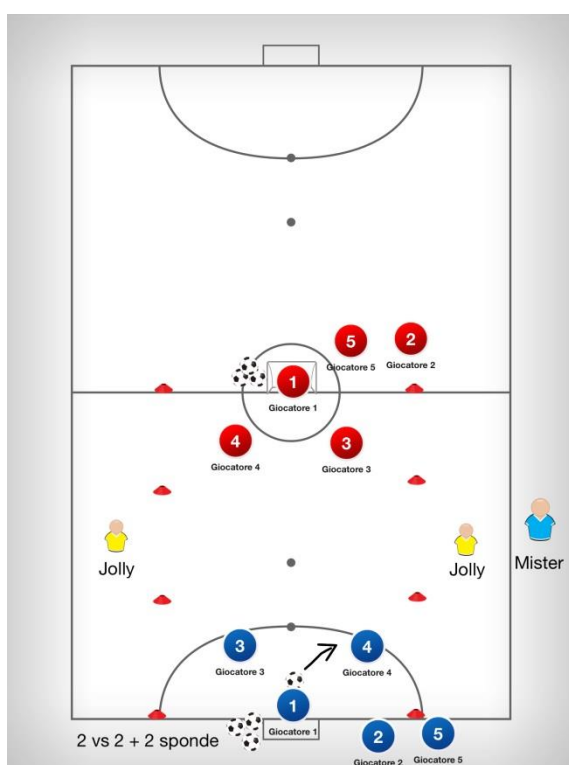 5
2
Giocatore 5
Giocatore 2
1
Giocatore 1
4
3
Giocatore 4
Giocatore 3
Jolly
Jolly
Mister
3
4
Giocatore 3
Giocatore 4
1
Giocatore 1
2 vs 2 + 2 sponde
2
5
Giocatore 2
Giocatore 5